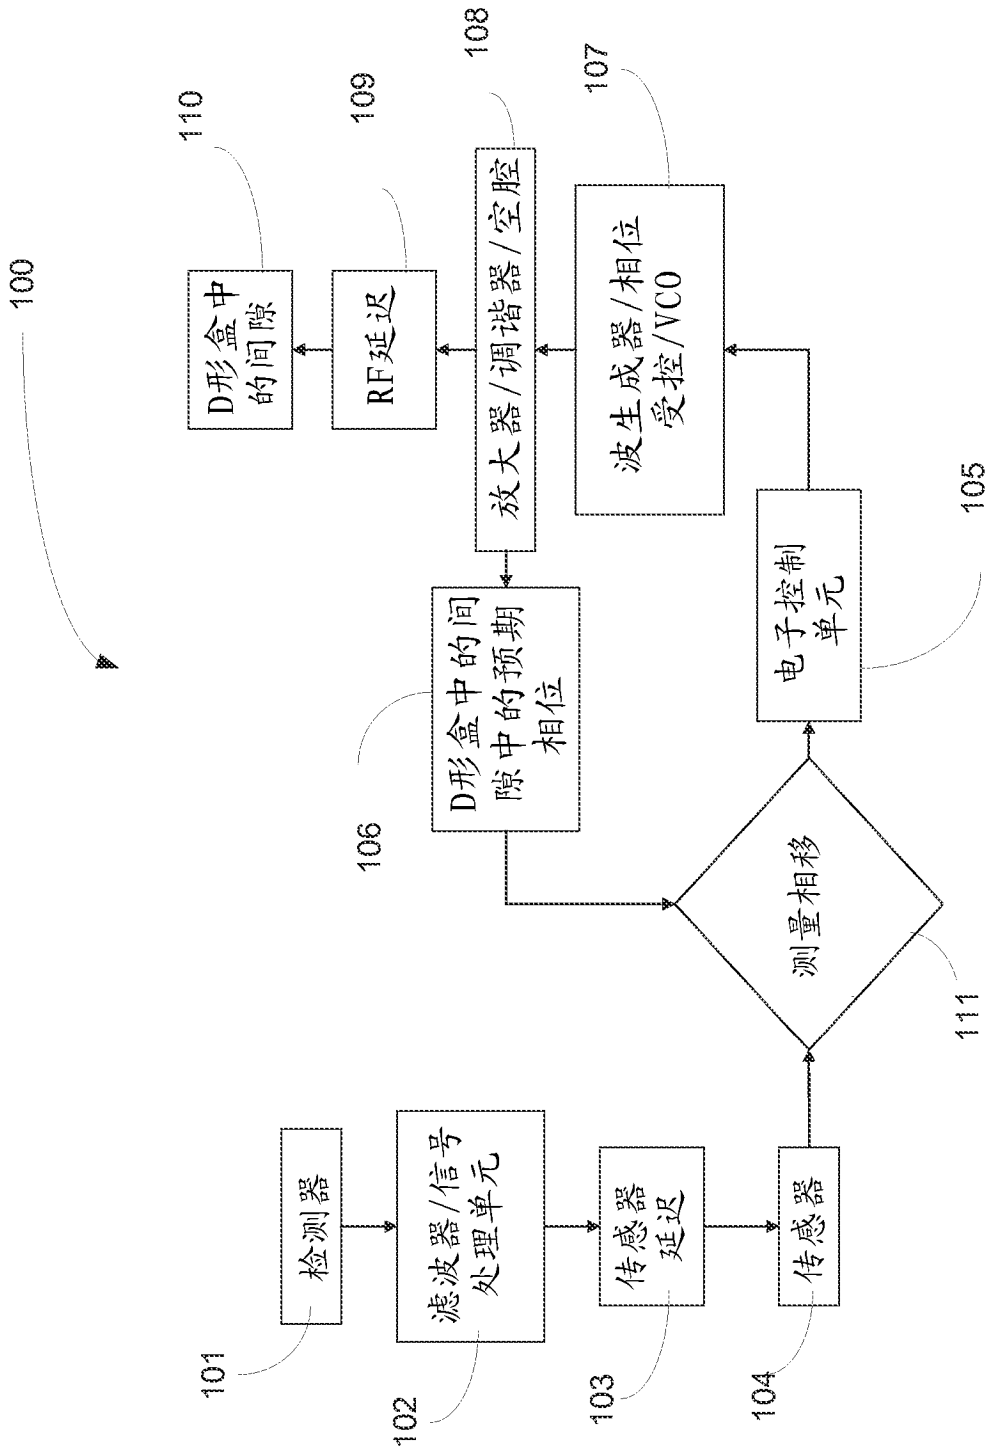 100
101
检测器
102
滤波器/信号
处理单元
103
传感器
延迟
104
传感器
111
测量相移
106
D形盒中的间
隙中的预期
相位
105
电子控制
单元
107
波生成器/相位
受控/VCO
108
放大器/调谐器/空腔
109
RF延迟
110
D形盒中
的间隙